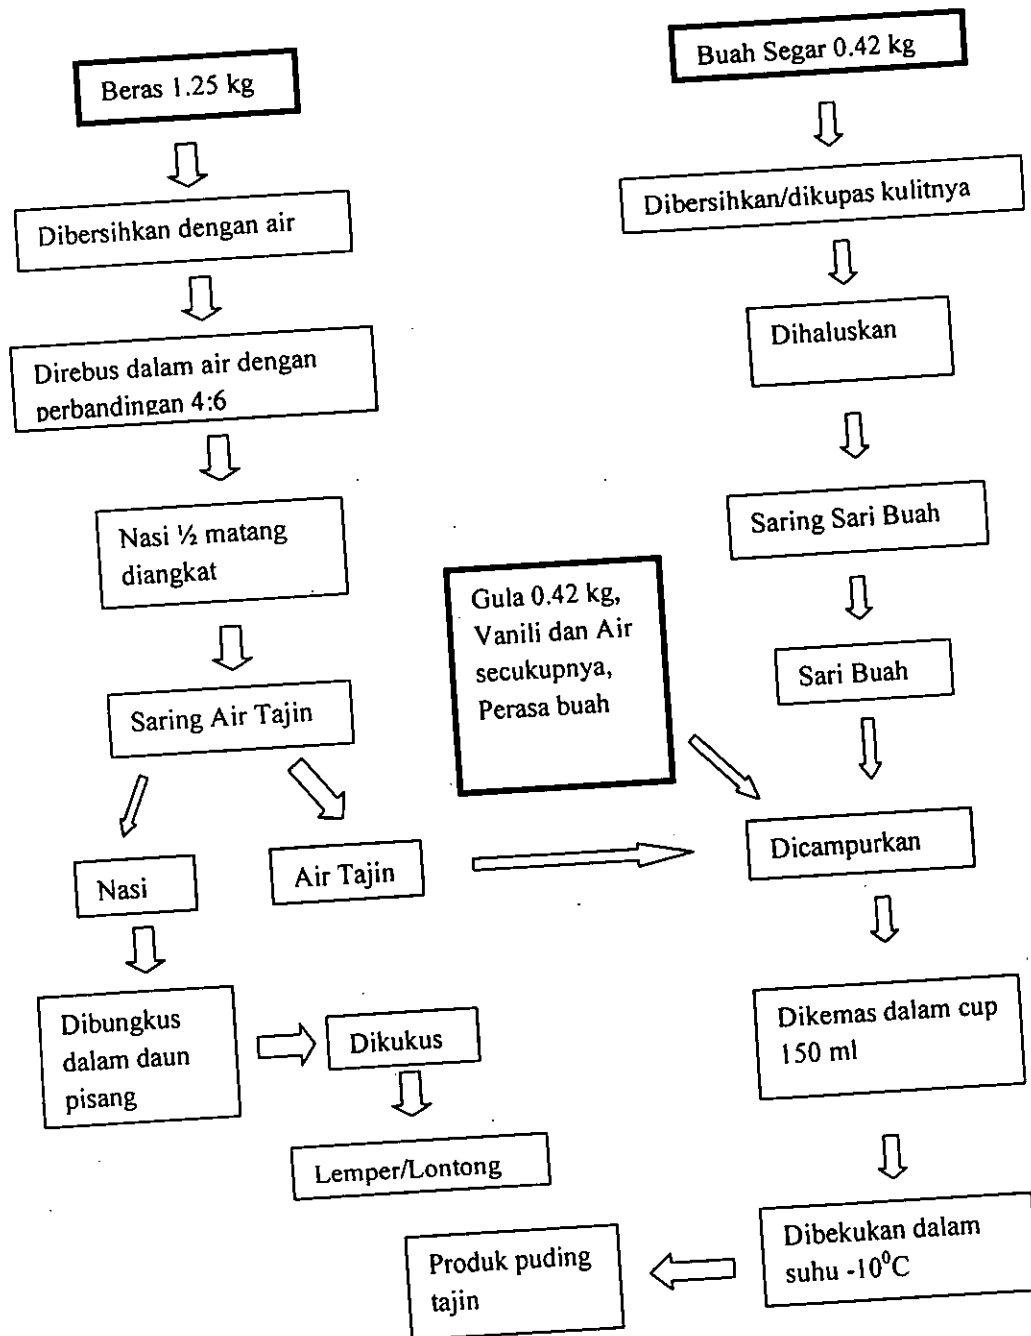 Beras 1.25 kg
Dibersihkan dengan air
Direbus dalam air dengan
perbandingan 4:6
Nasi ½ matang
diangkat
Saring Air Tajin
Nasi
Air Tajin
Dibungkus
dalam daun
pisang
Dikukus
Lemper/Lontong
Buah Segar 0.42 kg
Dibersihkan/dikupas kulitnya
Dihaluskan
Saring Sari Buah
Sari Buah
Gula 0.42 kg,
Vanili dan Air
secukupnya,
Perasa buah
Dicampurkan
Dikemas dalam cup
150 ml
Dibekukan dalam
suhu -10⁰C
Produk puding
tajin